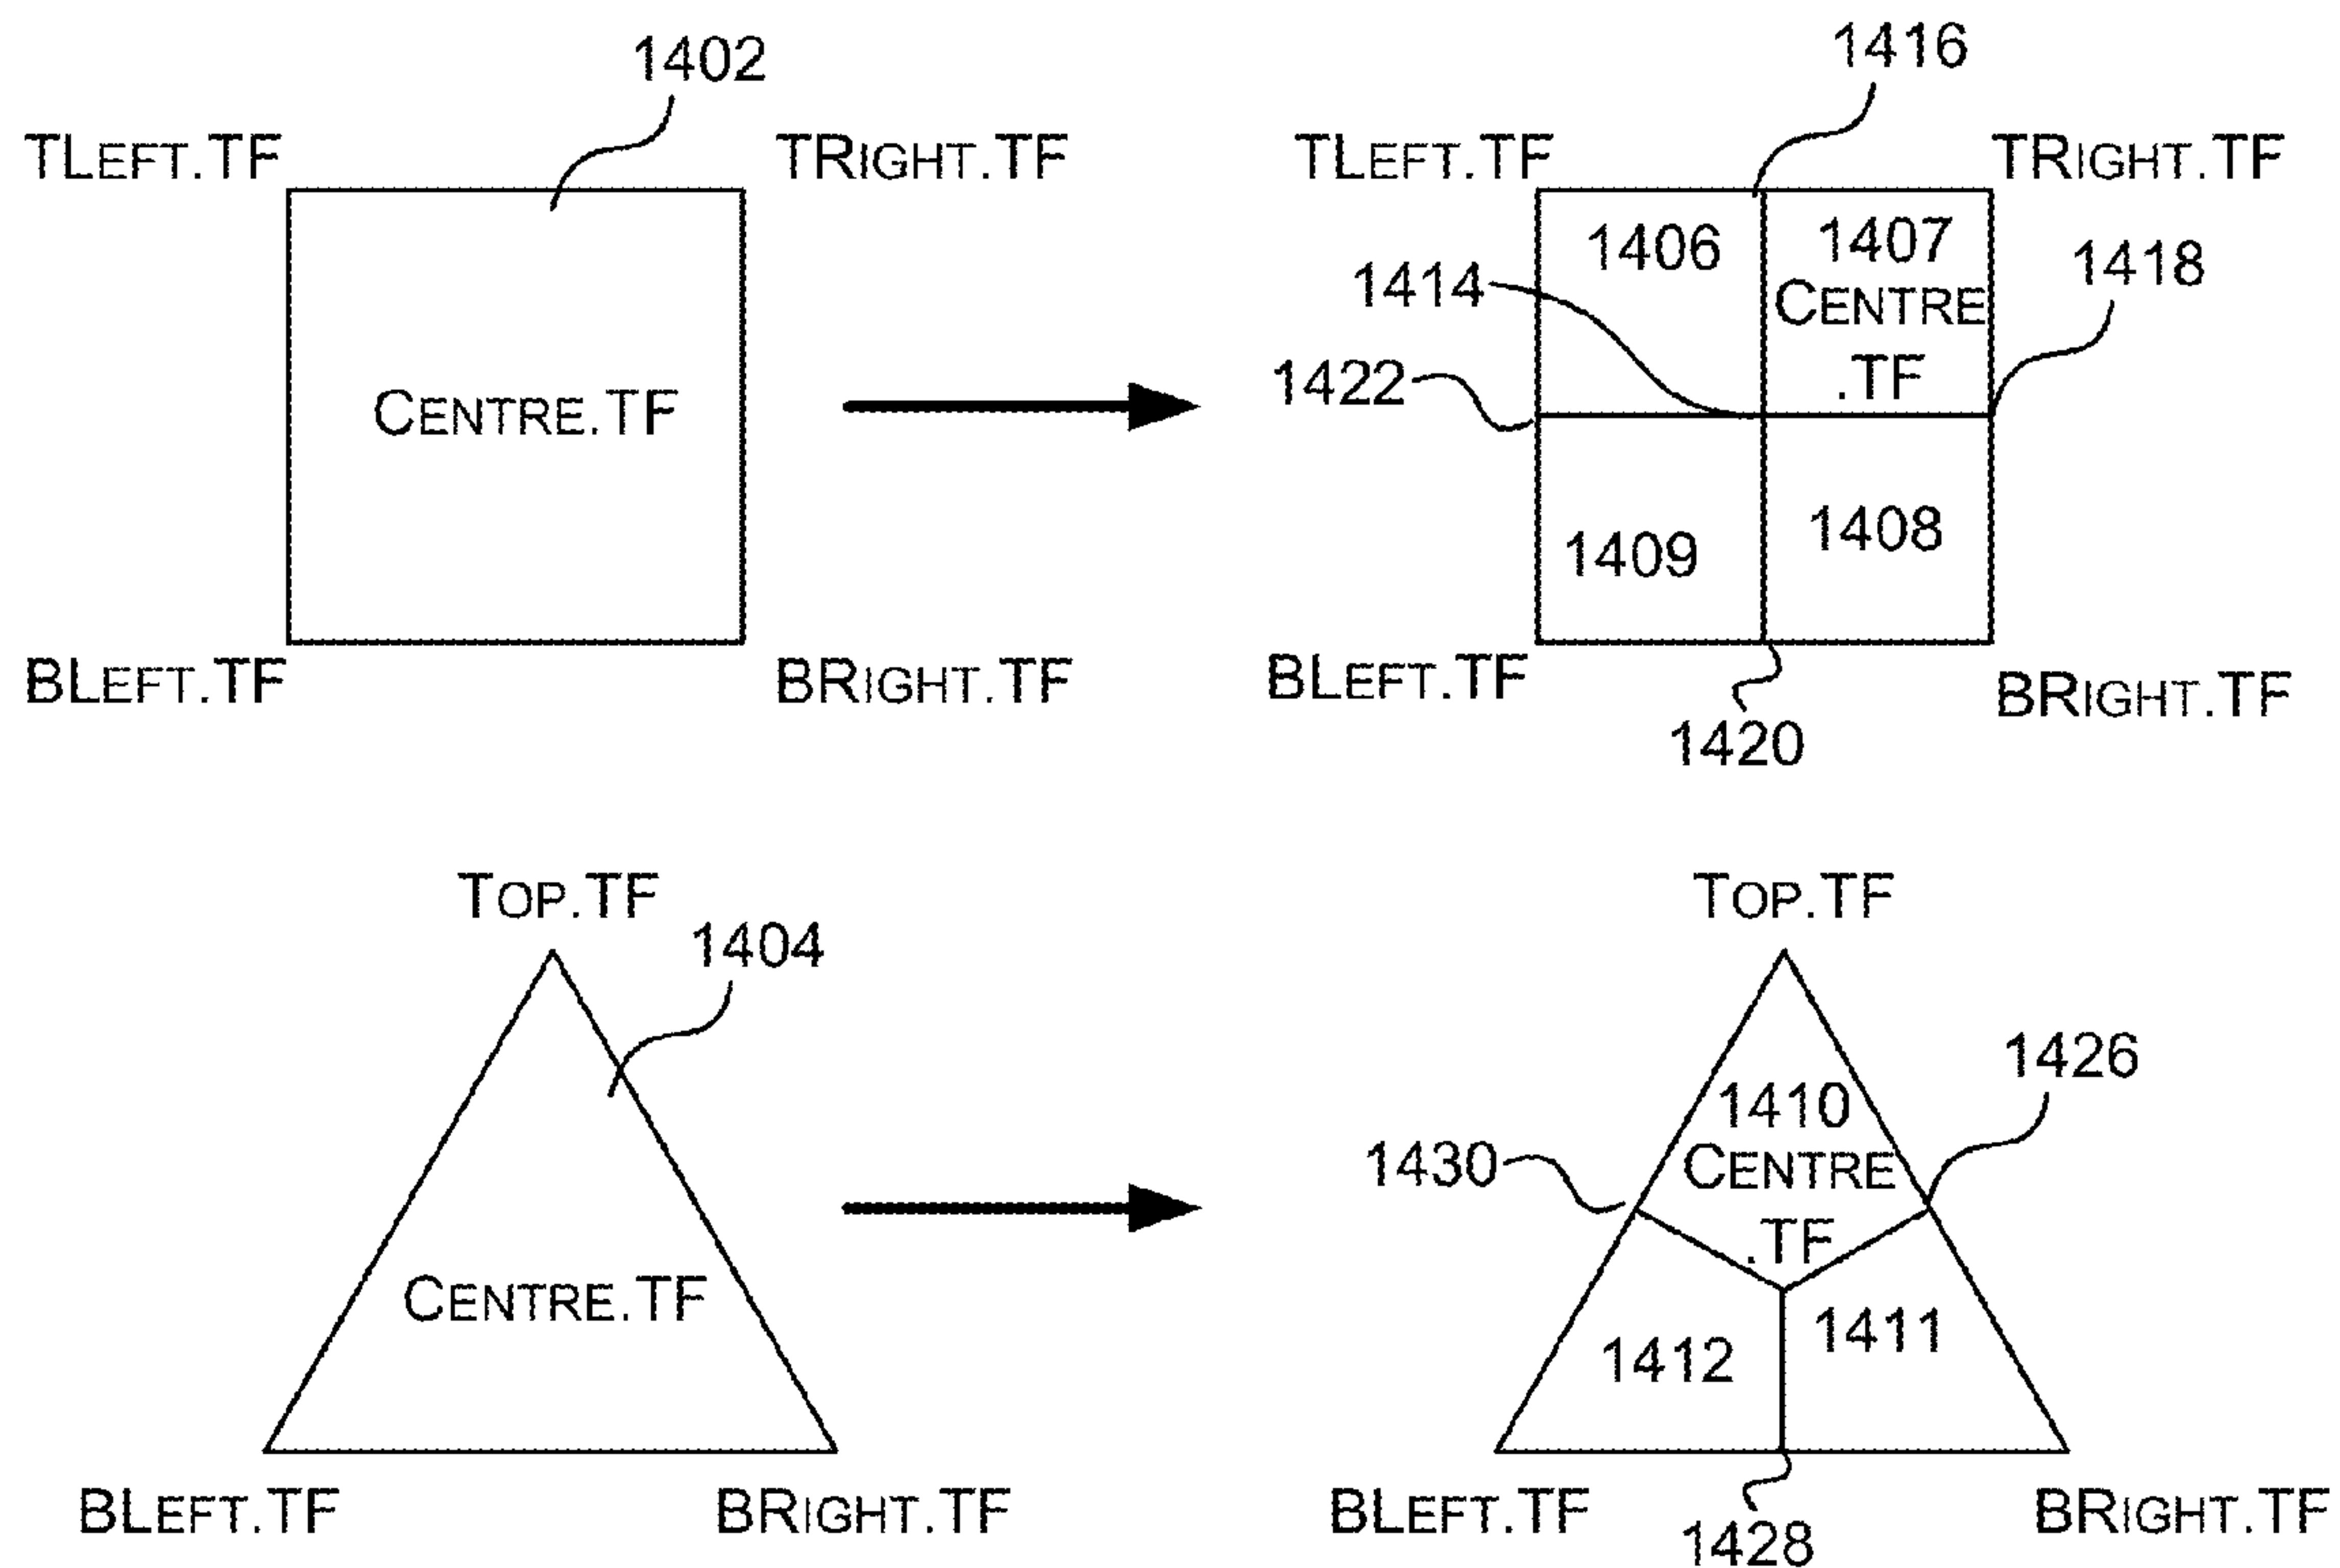 1402
1416
TLEFT.TF
TRIGHT.TF
TLEFT.TF
TRIGHT.TF
1406
1407
1414
CENTRE
1418
CENTRE.TF
1422
.TF
1409
1408
BLEFT.TF
BRIGHT.TF
BLEFT.TF
BRIGHT.TF
1420
TOP.TF
TOP.TF
1404
1426
1410
1430
CENTRE
.TF
CENTRE.TF
1412
1411
BLEFT.TF
BRIGHT.TF
BLEFT.TF
BRIGHT.TF
1428